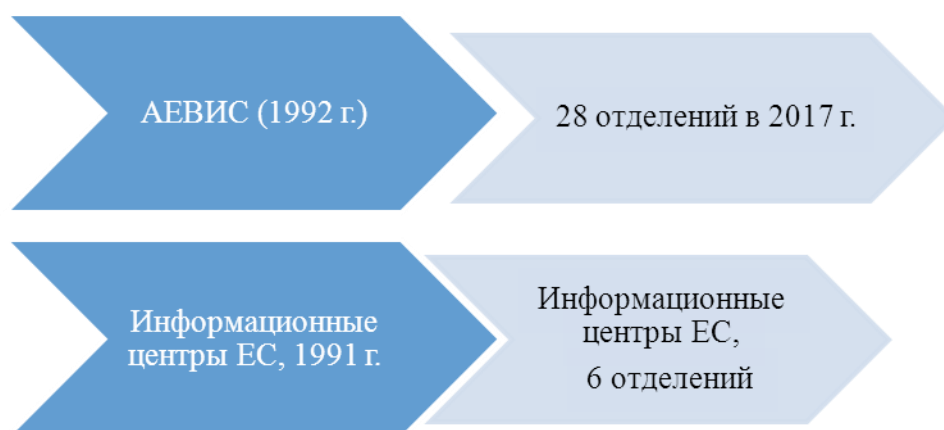 АЕВИС (1992 г.)
28 отделений в 2017 г.
Информационные
центры ЕС, 1991 г.
Информационные
центры ЕС,
6 отделений